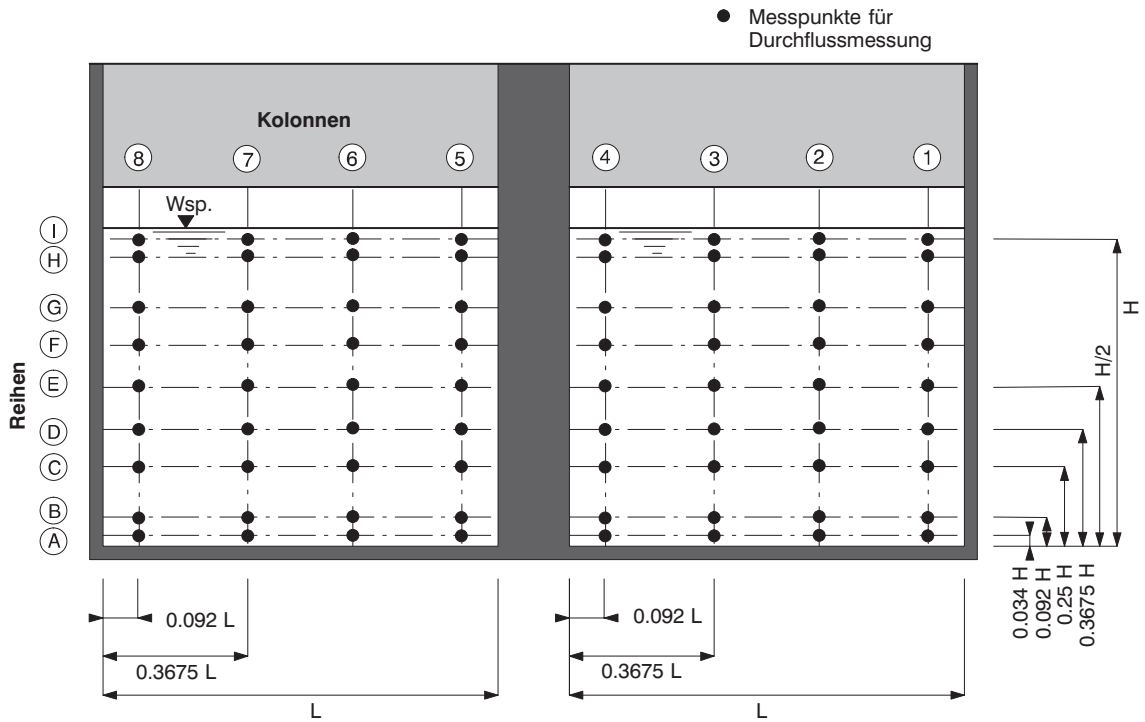 Messpunkte für
Durchflussmessung
Kolonnen
8 7 6 5 4 3 2 1
Wsp.
I
H
G
F
E
D
C
B
A
Reihen
H
H/2
0.034 H
0.092 H
0.25 H
0.3675 H
0.092 L 0.092 L
0.3675 L 0.3675 L
L L